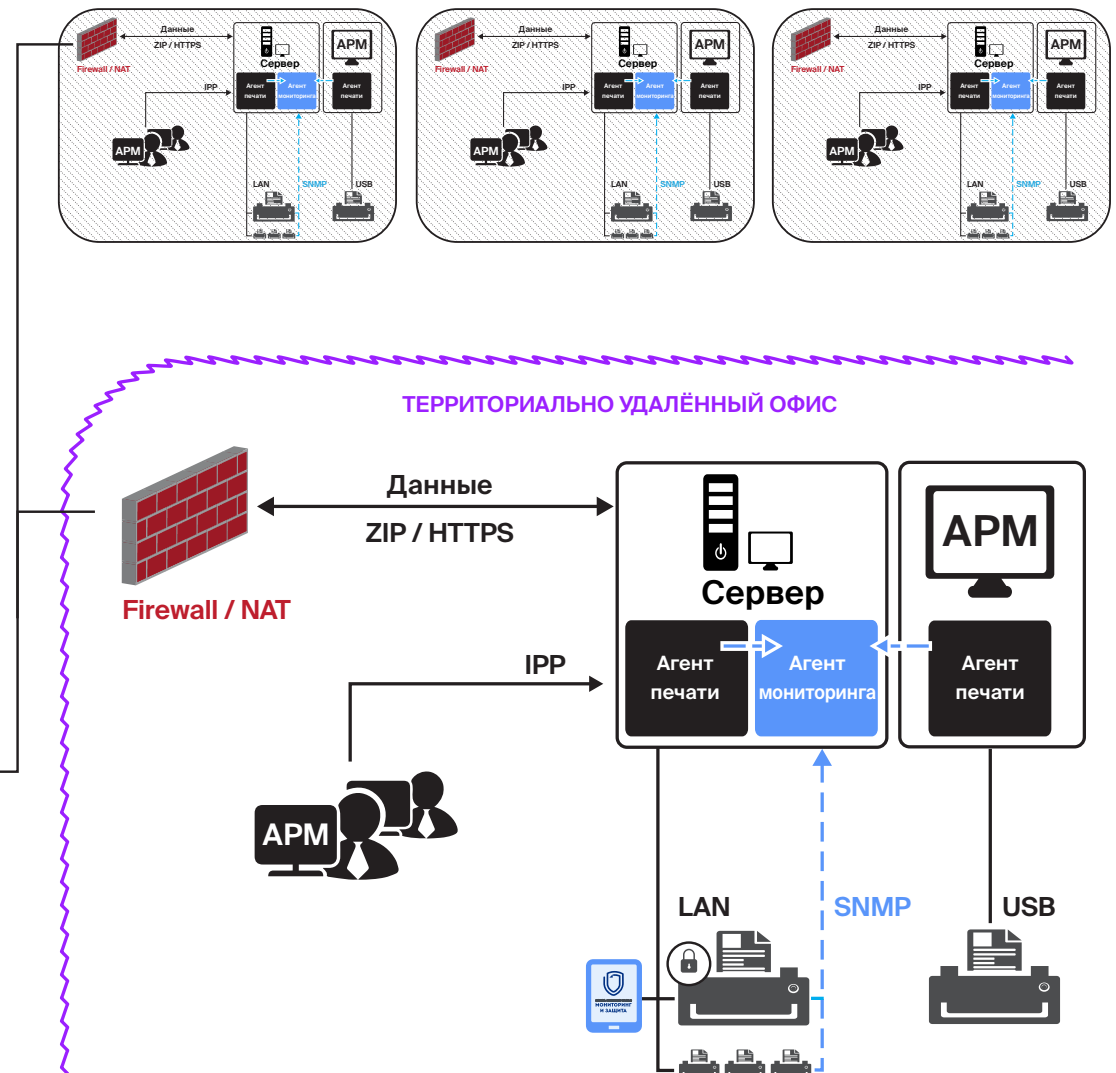 Данные
ZIP / HTTPS
Firewall / NAT
Сервер
АРМ
Агент
печати
Агент
мониторинга
Агент
печати
IPP
АРМ
LAN
SNMP
USB
Данные
ZIP / HTTPS
Firewall / NAT
Сервер
АРМ
Агент
печати
Агент
мониторинга
Агент
печати
IPP
АРМ
LAN
SNMP
USB
Данные
ZIP / HTTPS
Firewall / NAT
Сервер
АРМ
Агент
печати
Агент
мониторинга
Агент
печати
IPP
АРМ
LAN
SNMP
USB
ТЕРРИТОРИАЛЬНО УДАЛЁННЫЙ ОФИС
Данные
ZIP / HTTPS
Firewall / NAT
Сервер
АРМ
IPP
Агент
печати
Агент
мониторинга
Агент
печати
АРМ
LAN
SNMP
USB
МОНИТОРИНГ
И ЗАЩИТА